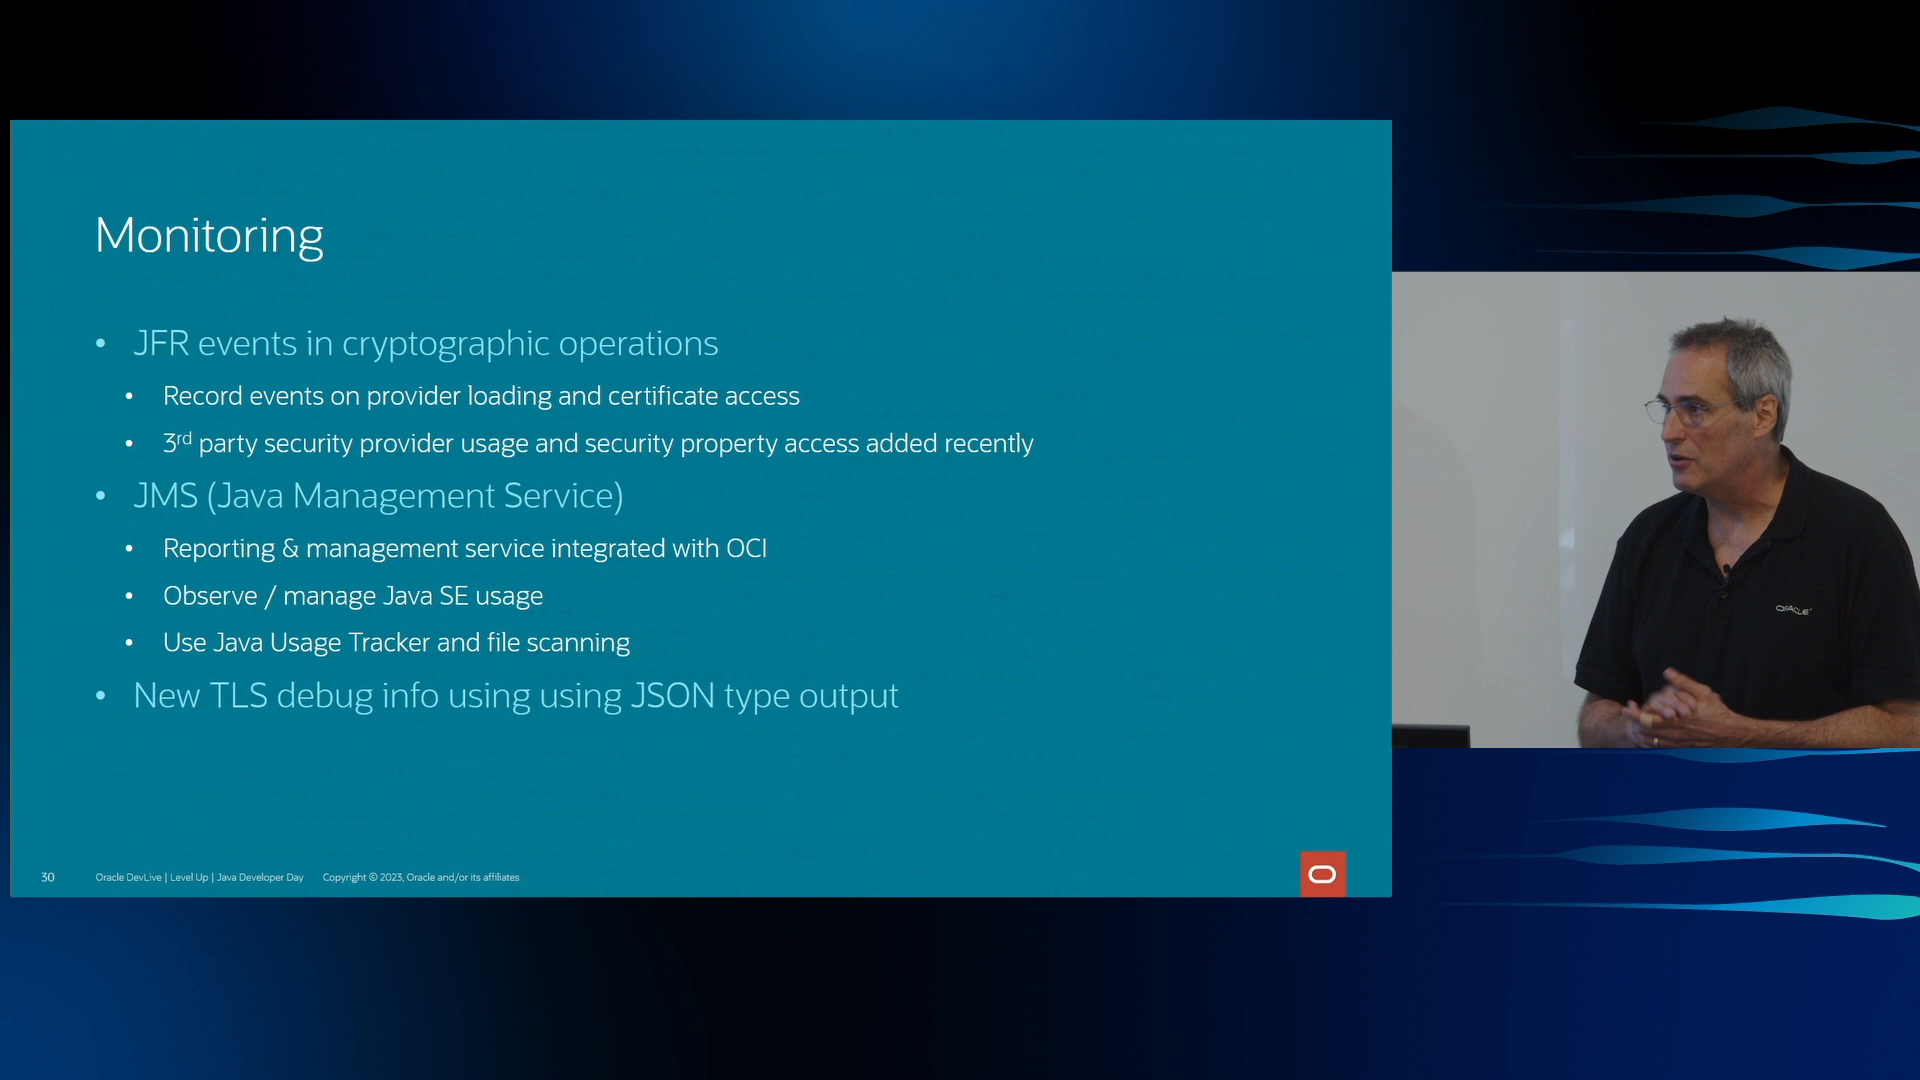 Monitoring
• JFR events in cryptographic operations
• Record events on provider loading and certificate access
• 3rd party security provider usage and security property access added recently
• JMS (Java Management Service)
• Reporting & management service integrated with OCI
• Observe / manage Java SE usage
• Use Java Usage Tracker and file scanning
• New TLS debug info using using JSON type output
30 Oracle DevLive | Level Up | Java Developer Day Copyright © 2023, Oracle and/or its affiliates
ORACLE